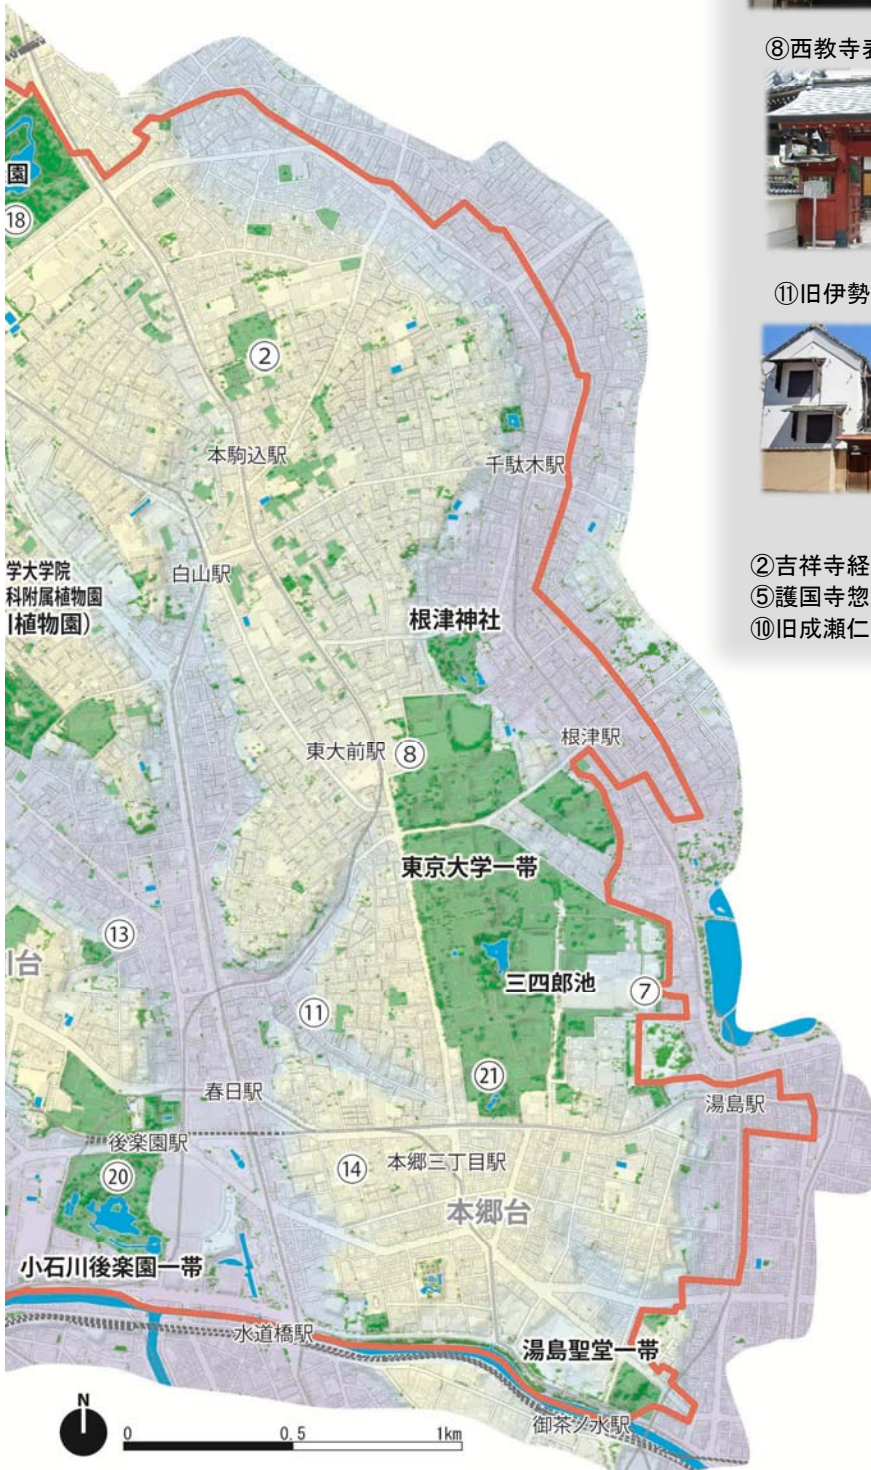 園
⑱
②
本駒込駅
千駄木駅
学大学院
科附属植物園
植物園）
白山駅
根津神社
東大前駅
⑧
根津駅
東京大学一帯
⑬
台
三四郎池
⑦
⑪
㉑
春日駅
湯島駅
後楽園駅
⑳
⑭
本郷三丁目駅
本郷台
小石川後楽園一帯
水道橋駅
湯島聖堂一帯
御茶ノ水駅
N
0 0.5 1km
⑧西教寺表
⑪旧伊勢
②吉祥寺経
⑤護国寺惣
⑩旧成瀬仁